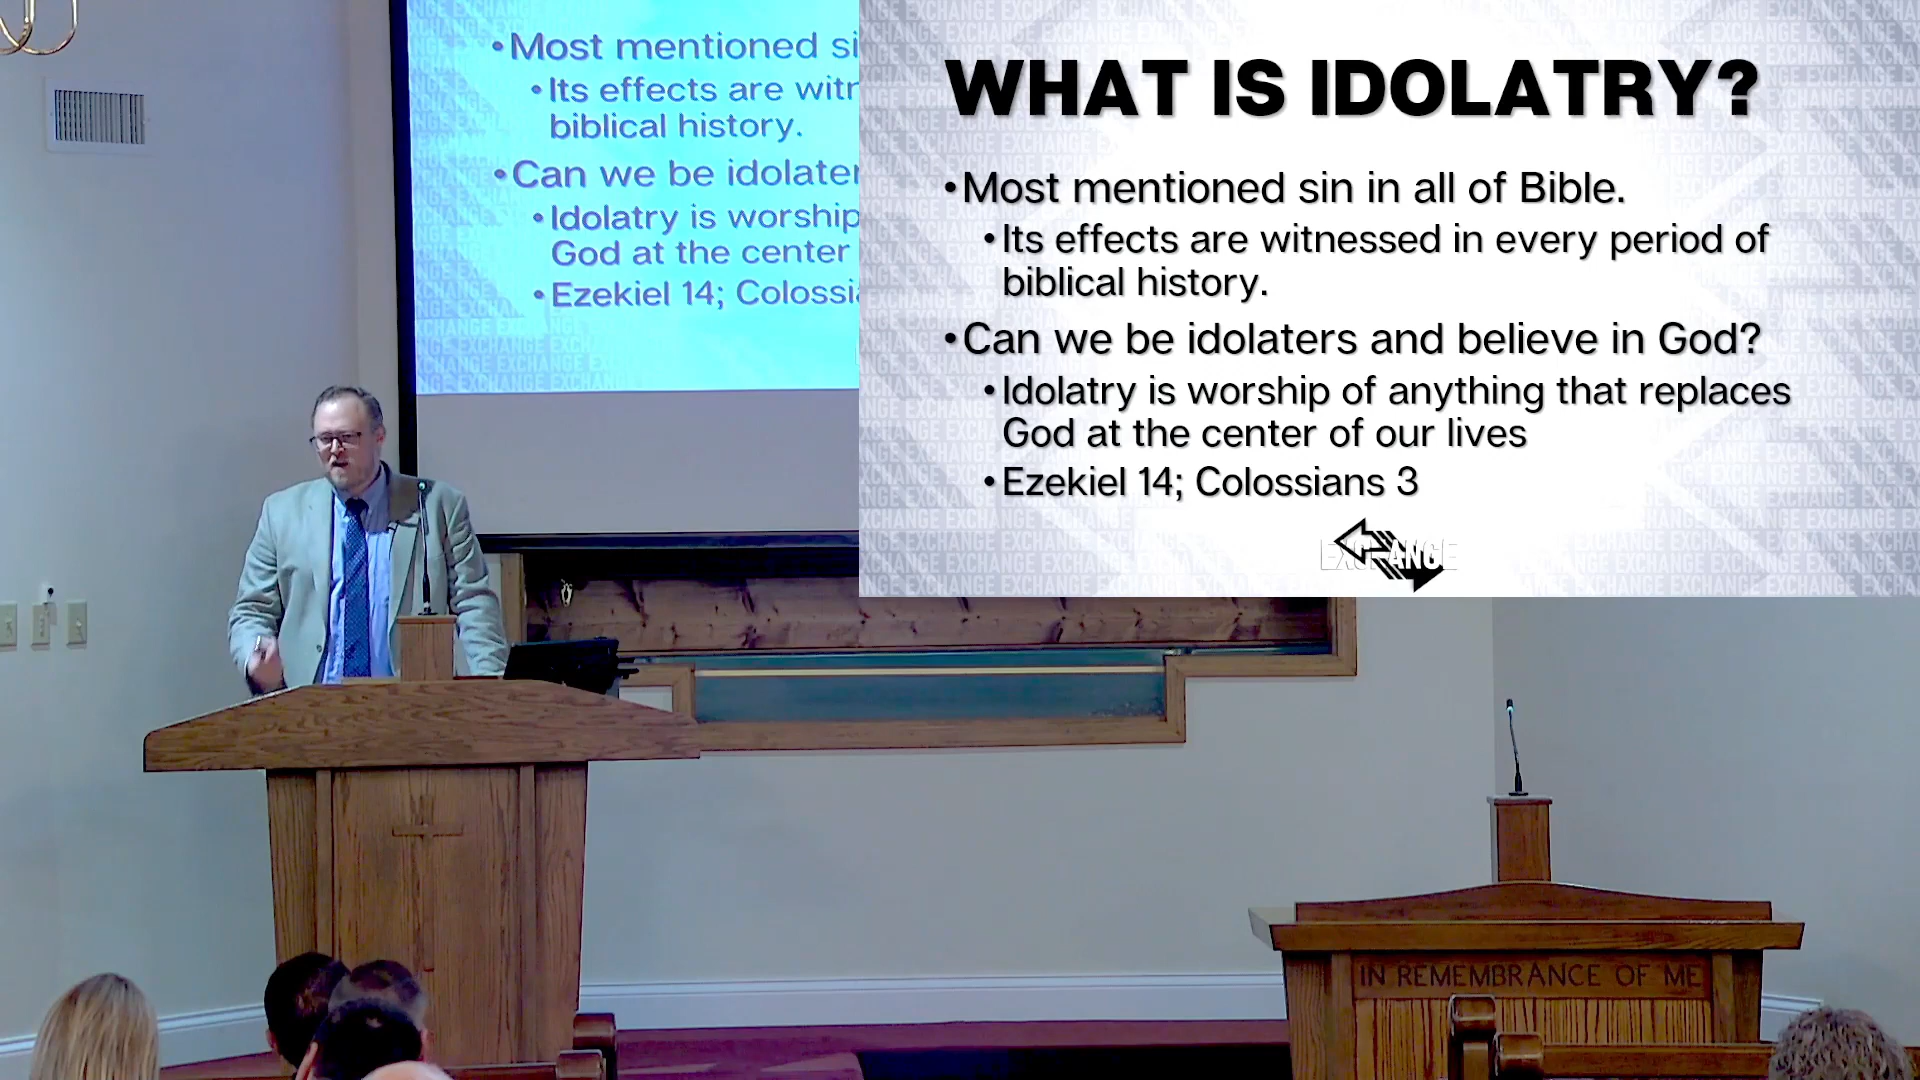 •Most mentioned si
•Its effects are witn
biblical history.
•Can we be idolater
•Idolatry is worship
God at the center
•Ezekiel 14; Colossia
WHAT IS IDOLATRY?
•Most mentioned sin in all of Bible.
•Its effects are witnessed in every period of
biblical history.
•Can we be idolaters and believe in God?
•Idolatry is worship of anything that replaces
God at the center of our lives
•Ezekiel 14; Colossians 3
EXCHANGE
IN REMEMBRANCE OF ME